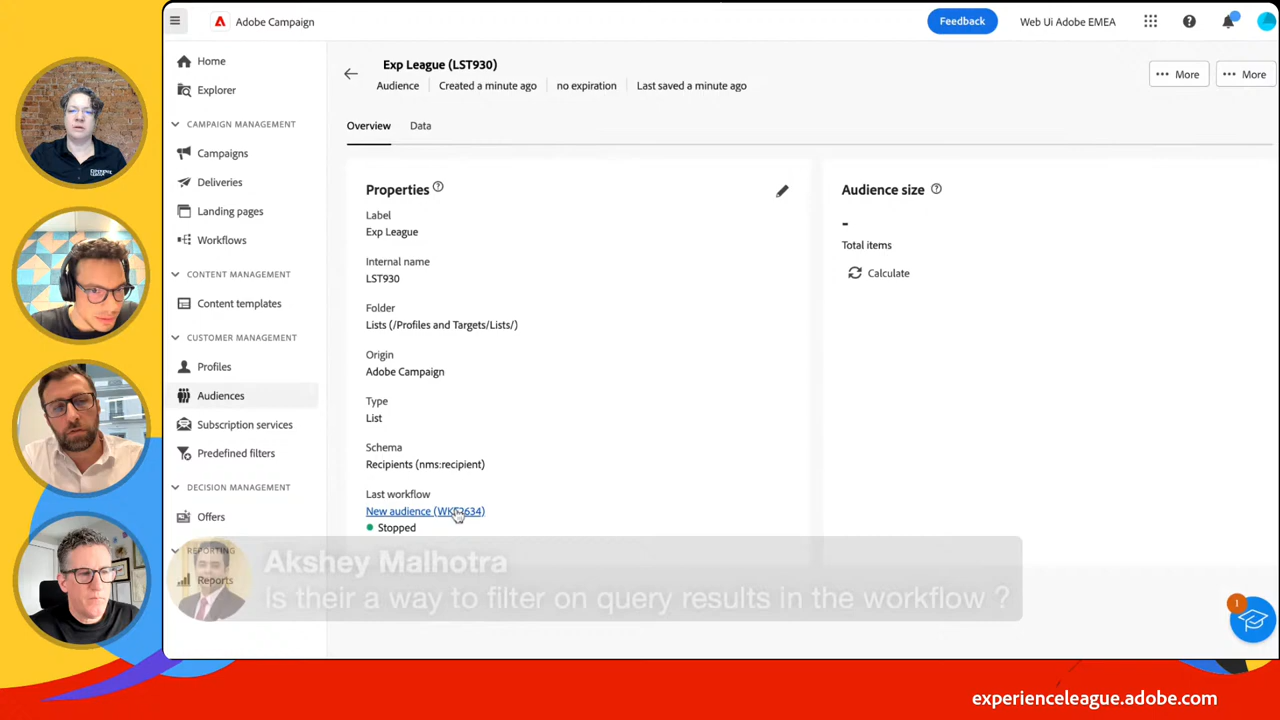 Adobe Campaign
Feedback
Web Ui Adobe EMEA
Home
Explorer
CAMPAIGN MANAGEMENT
Campaigns
Deliveries
Landing pages
Workflows
CONTENT MANAGEMENT
Content templates
CUSTOMER MANAGEMENT
Profiles
Audiences
Subscription services
Predefined filters
DECISION MANAGEMENT
Offers
REPORTING
Reports
Exp League (LST930)
Audience
Created a minute ago
no expiration
Last saved a minute ago
More
More
Overview
Data
Properties
Label
Exp League
Internal name
LST930
Folder
Lists (/Profiles and Targets/Lists/)
Origin
Adobe Campaign
Type
List
Schema
Recipients (nms:recipient)
Last workflow
New audience
Stopped
Audience size
-
Total items
Calculate
Akshey Malhotra
Is their a way to filter on query results in the workflow ?
1
experienceleague.adobe.com